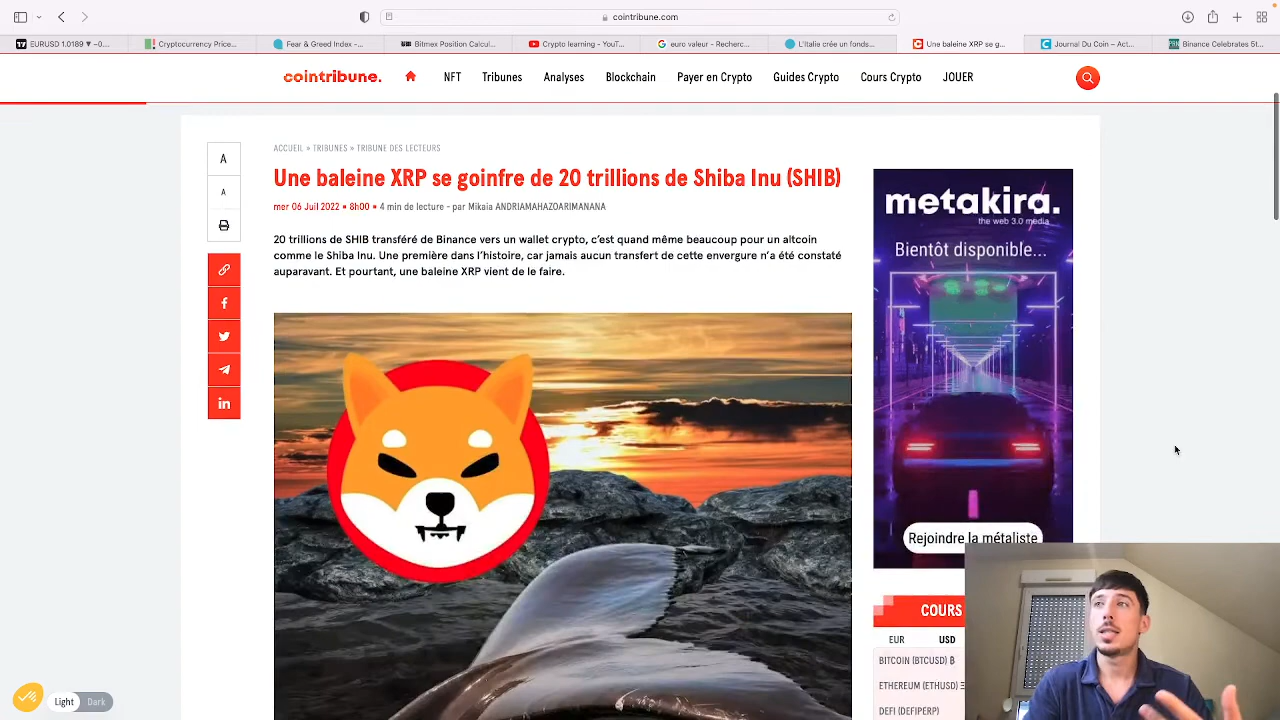 cointribune.com
EURUSD 1.0189 ▼ −0....
Cryptocurrency Price...
Fear & Greed Index -...
Bitmex Position Calcul...
Crypto learning - YouT...
euro valeur - Recherc...
L'Italie crée un fonds...
Une baleine XRP se g...
Journal Du Coin – Act...
Binance Celebrates 5t...
cointribune.
NFT
Tribunes
Analyses
Blockchain
Payer en Crypto
Guides Crypto
Cours Crypto
JOUER
A
A
ACCUEIL » TRIBUNES » TRIBUNE DES LECTEURS
Une baleine XRP se goinfre de 20 trillions de Shiba Inu (SHIB)
mer 06 Juil 2022 ▪ 8h00 ▪ 4 min de lecture - par Mikaia ANDRIAMAHAZOARIMANANA
20 trillions de SHIB transféré de Binance vers un wallet crypto, c'est quand même beaucoup pour un altcoin
comme le Shiba Inu. Une première dans l'histoire, car jamais aucun transfert de cette envergure n'a été constaté
auparavant. Et pourtant, une baleine XRP vient de le faire.
metakira.
the web 3.0 media
Bientôt disponible...
Rejoindre la métaliste
COURS
EUR
USD
BITCOIN (BTCUSD) ₿
ETHEREUM (ETHUSD) Ξ
DEFI (DEFIPERP)
Light
Dark